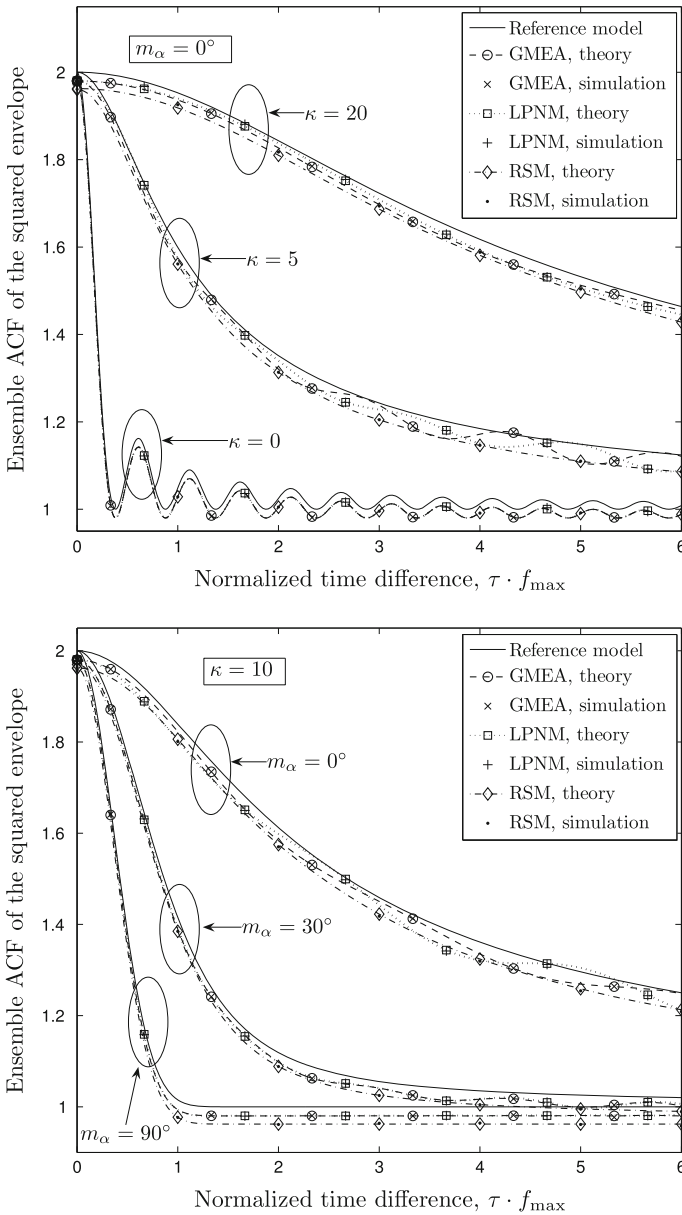 Ensemble ACF of the squared envelope
2
1.8
1.6
1.4
1.2
1
0 1 2 3 4 5 6
Normalized time difference, τ · f_max
m_α = 0°
κ = 20
κ = 5
κ = 0
Reference model
GMEA, theory
GMEA, simulation
LPNM, theory
LPNM, simulation
RSM, theory
RSM, simulation
Ensemble ACF of the squared envelope
2
1.8
1.6
1.4
1.2
1
0 1 2 3 4 5 6
Normalized time difference, τ · f_max
κ = 10
m_α = 0°
m_α = 30°
m_α = 90°
Reference model
GMEA, theory
GMEA, simulation
LPNM, theory
LPNM, simulation
RSM, theory
RSM, simulation